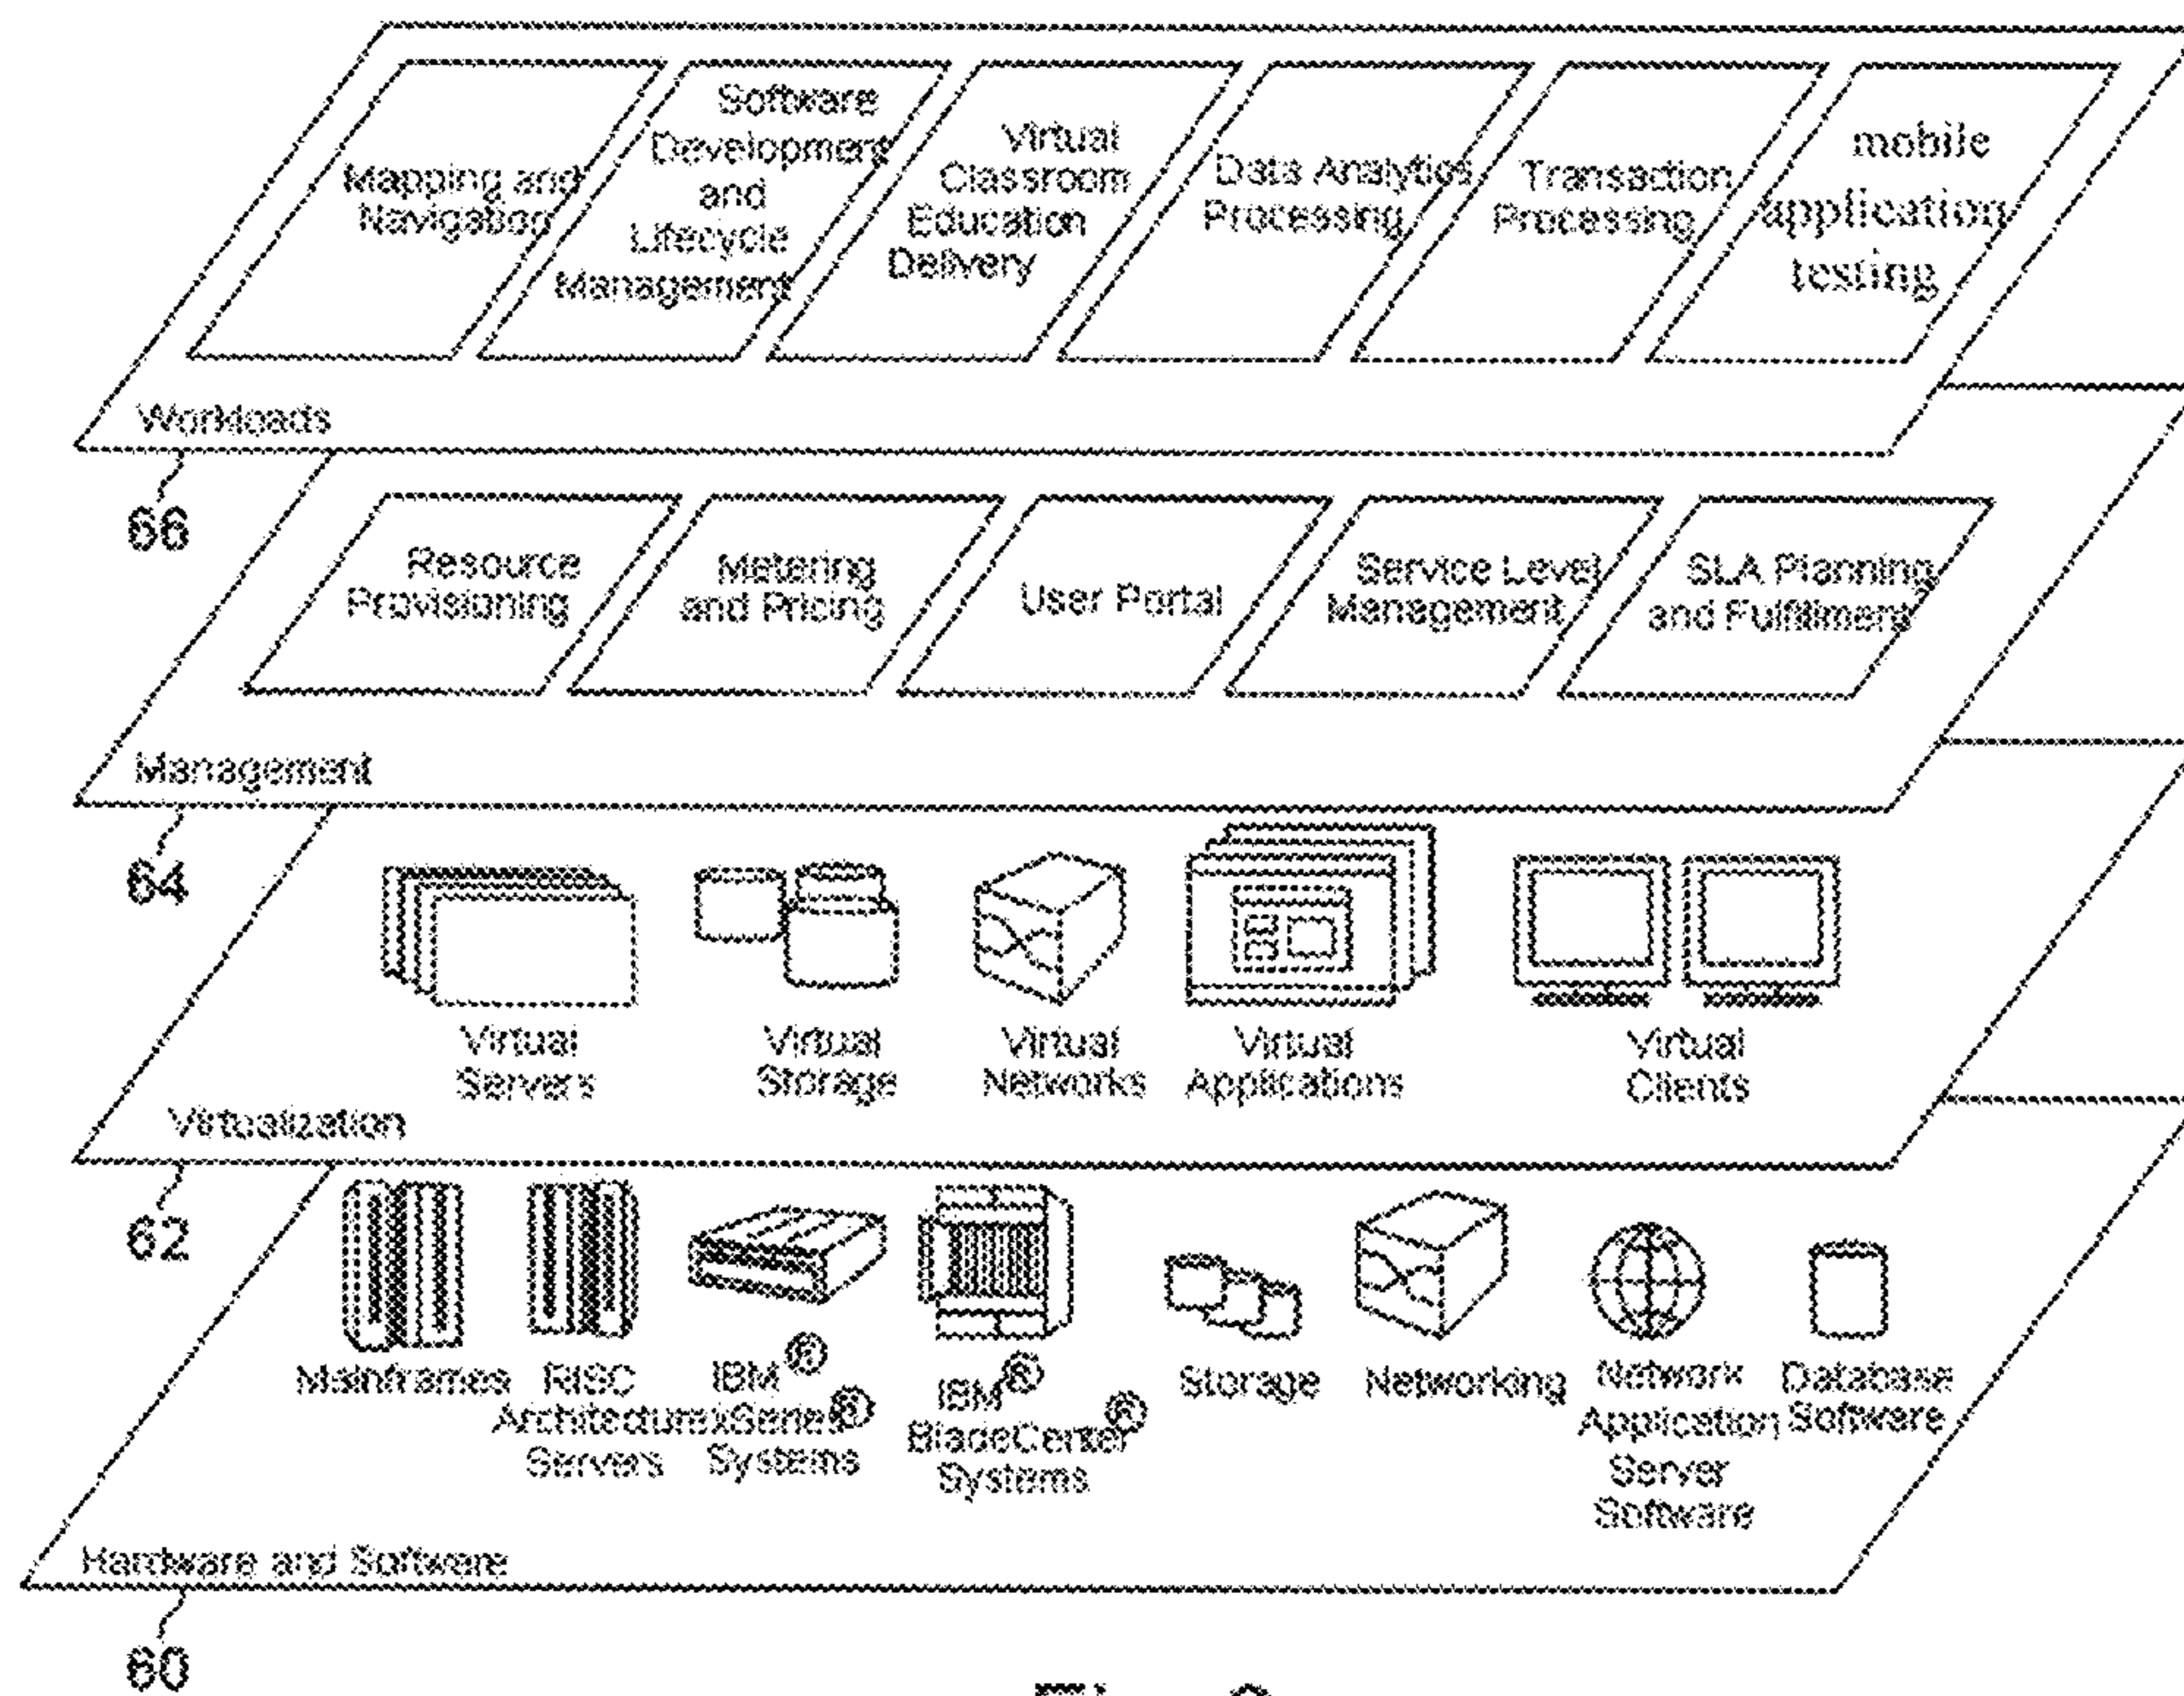 Mapping and
Navigation
Software
Development
and
Lifecycle
Management
Virtual
Classroom
Education
Delivery
Data Analytics
Processing
Transaction
Processing
mobile
application
testing
Workloads
66
Resource
Provisioning
Metering
and Pricing
User Portal
Service Level
Management
SLA Planning
and Fulfillment
Management
64
Virtual
Servers
Virtual
Storage
Virtual
Networks
Virtual
Applications
Virtual
Clients
Virtualization
62
Mainframes
RISC
Architecture
Servers
IBM®
xSeries®
Systems
IBM®
BladeCenter®
Systems
Storage
Networking
Network
Application
Server
Software
Database
Software
Hardware and Software
60